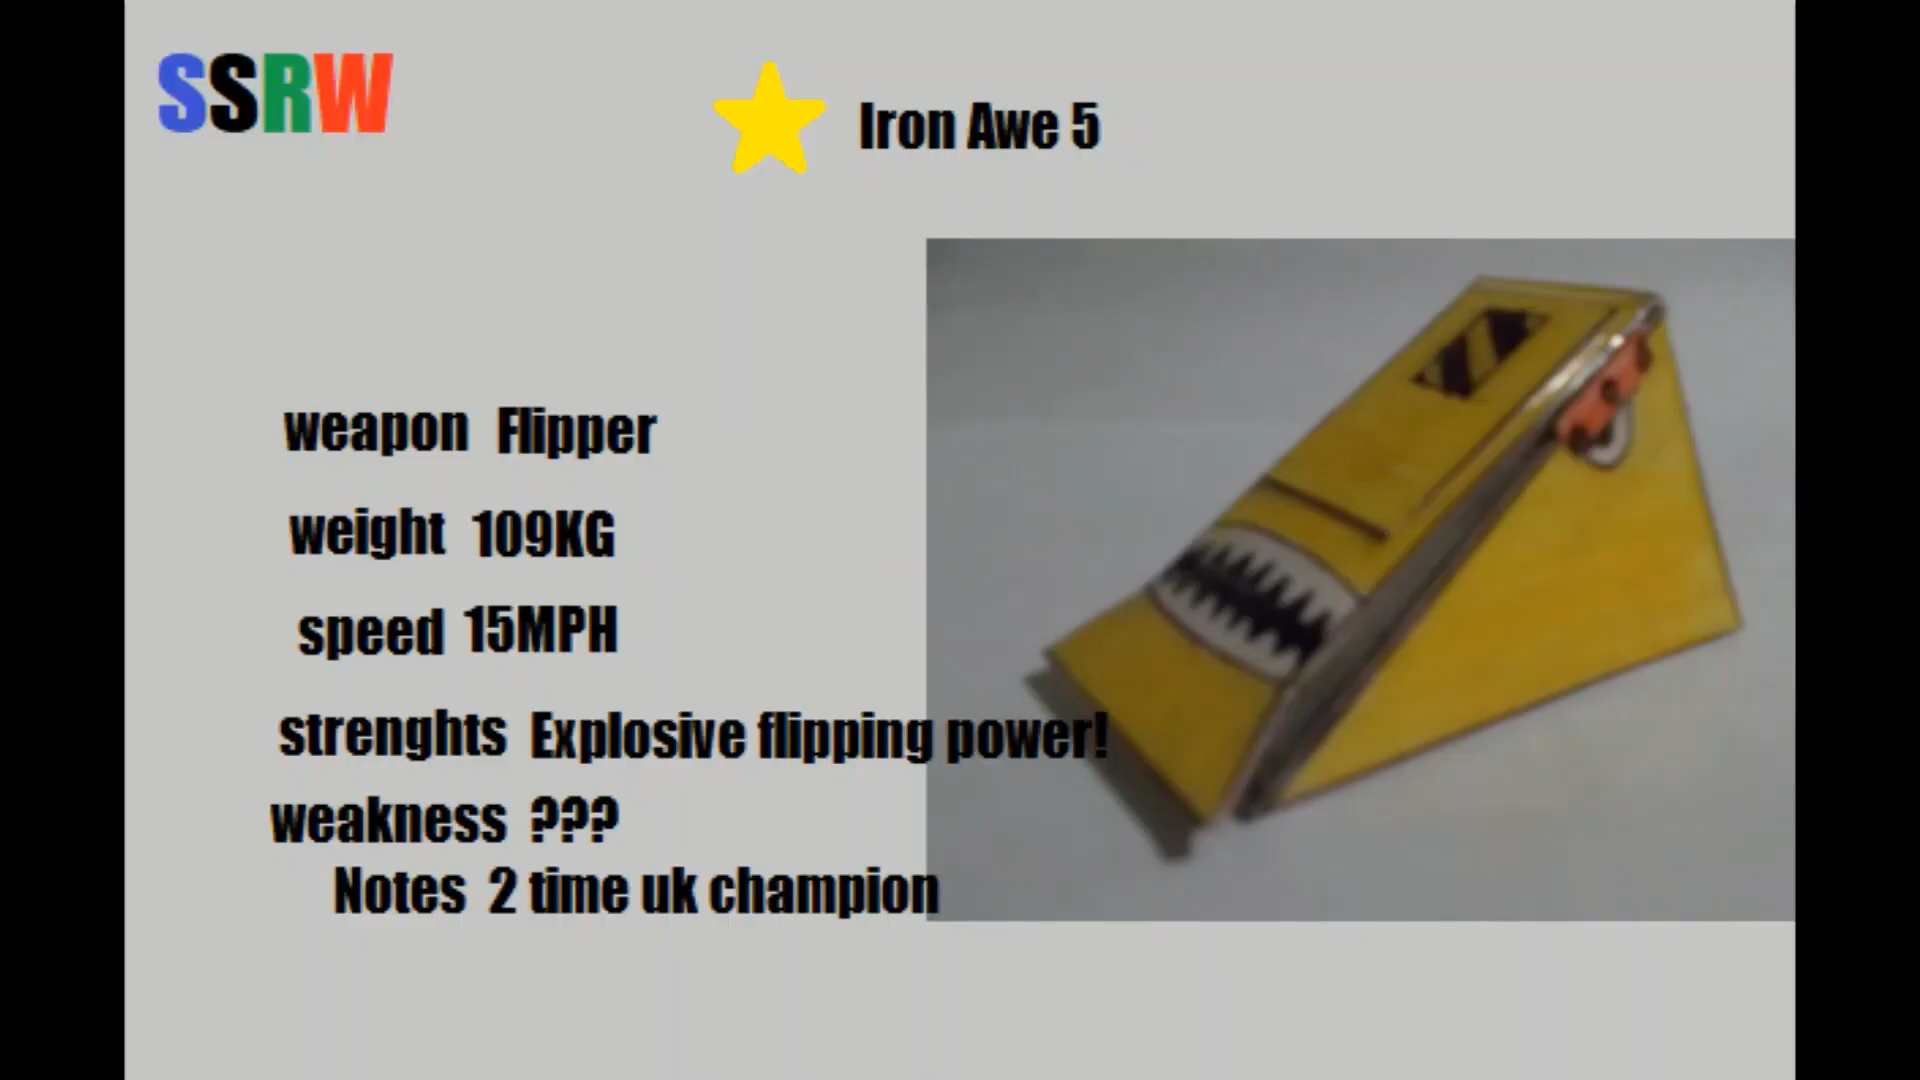 SSRW
Iron Awe 5
weapon Flipper
weight 109KG
speed 15MPH
strenghts Explosive flipping power!
weakness ???
Notes 2 time uk champion